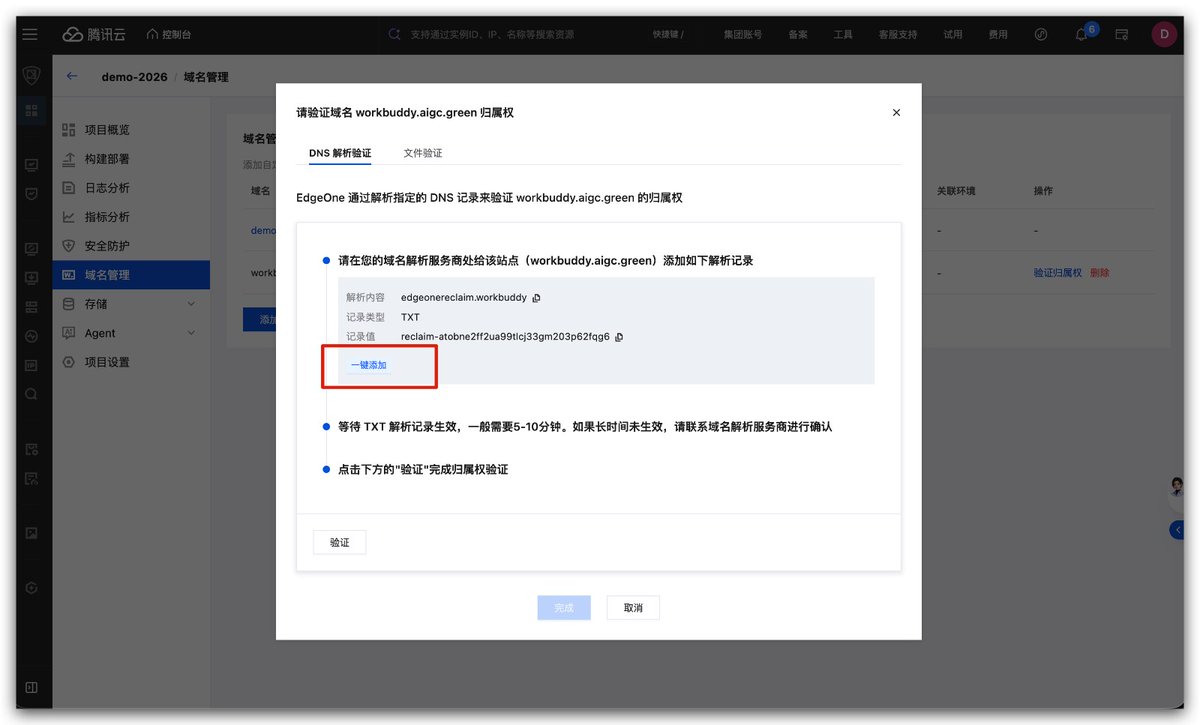 腾讯云 控制台 支持通过实例ID、IP、名称等搜索资源 快捷键 / 集团账号 备案 工具 客服支持 试用 费用 6 D
demo-2026 / 域名管理
项目概览
构建部署
日志分析
指标分析
安全防护
域名管理
存储
Agent
项目设置
域名管
添加自定
域名 关联环境 操作
demo - -
workb - 验证归属权 删除
添加
请验证域名 workbuddy.aigc.green 归属权
DNS 解析验证 文件验证
EdgeOne 通过解析指定的 DNS 记录来验证 workbuddy.aigc.green 的归属权
请在您的域名解析服务商处给该站点（workbuddy.aigc.green）添加如下解析记录
解析内容 edgeonereclaim.workbuddy
记录类型 TXT
记录值 reclaim-atobne2ff2ua99tlcj33gm203p62fqg6
一键添加
等待 TXT 解析记录生效，一般需要5-10分钟。如果长时间未生效，请联系域名解析服务商进行确认
点击下方的"验证"完成归属权验证
验证
完成 取消